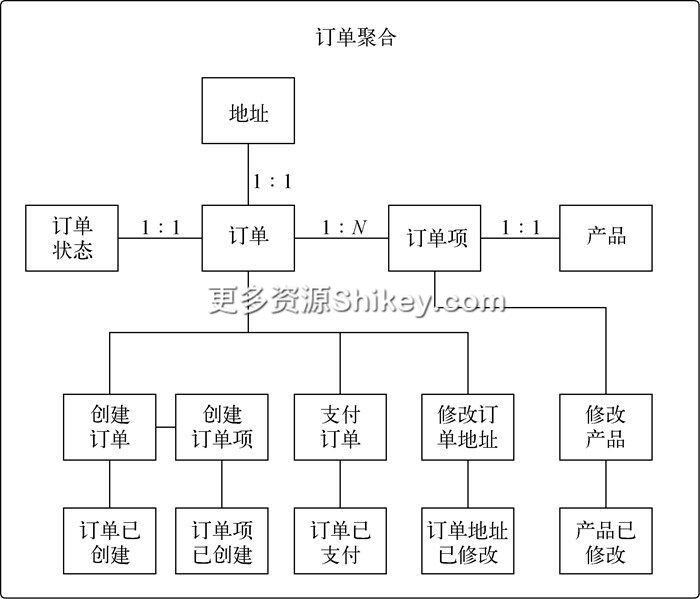 订单聚合
地址
1：1
订单
状态
1：1
订单
1：N
订单项
1：1
产品
更多资源Shikey.com
创建
订单
创建
订单项
支付
订单
修改订
单地址
修改
产品
订单已
创建
订单项
已创建
订单已
支付
订单地址
已修改
产品已
修改